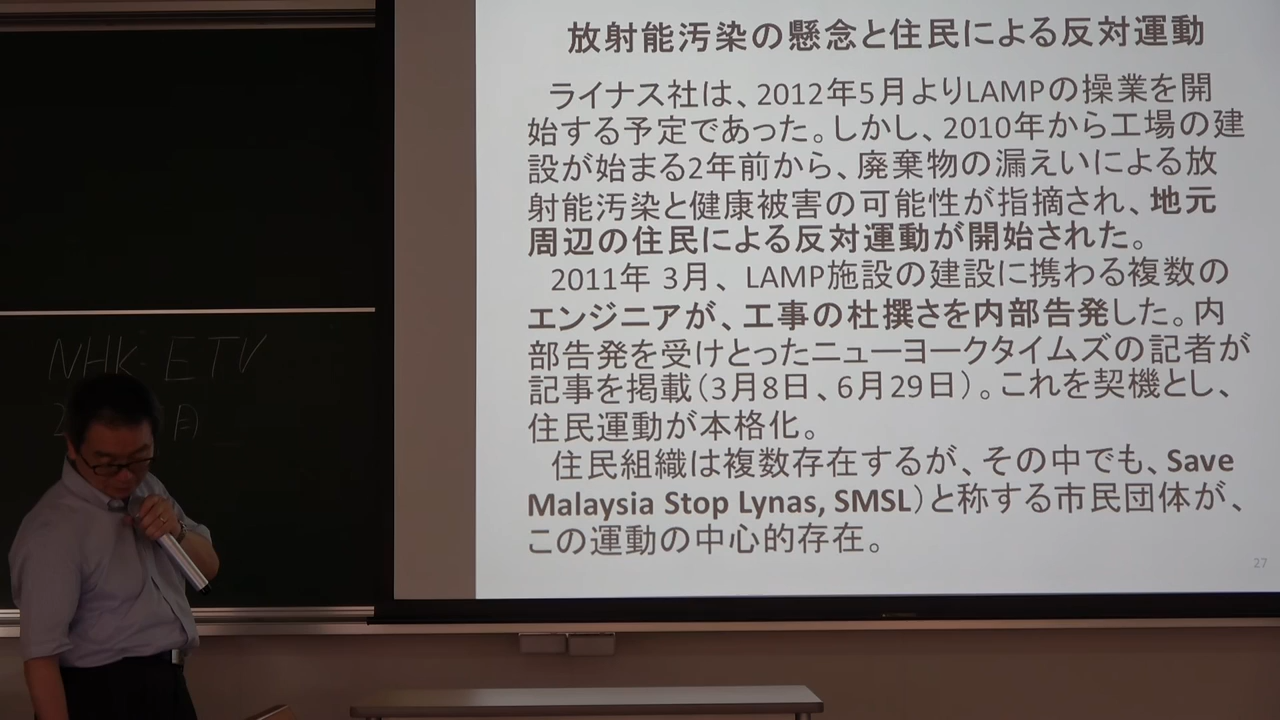 放射能汚染の懸念と住民による反対運動
ライナス社は、2012年5月よりLAMPの操業を開
始する予定であった。しかし、2010年から工場の建
設が始まる2年前から、廃棄物の漏えいによる放
射能汚染と健康被害の可能性が指摘され、地元
周辺の住民による反対運動が開始された。
2011年 3月、LAMP施設の建設に携わる複数の
エンジニアが、工事の杜撰さを内部告発した。内
部告発を受けとったニューヨークタイムズの記者が
記事を掲載(3月8日、6月29日)。これを契機とし、
住民運動が本格化。
住民組織は複数存在するが、その中でも、Save
Malaysia Stop Lynas, SMSL)と称する市民団体が、
この運動の中心的存在。
27
NHK ETV